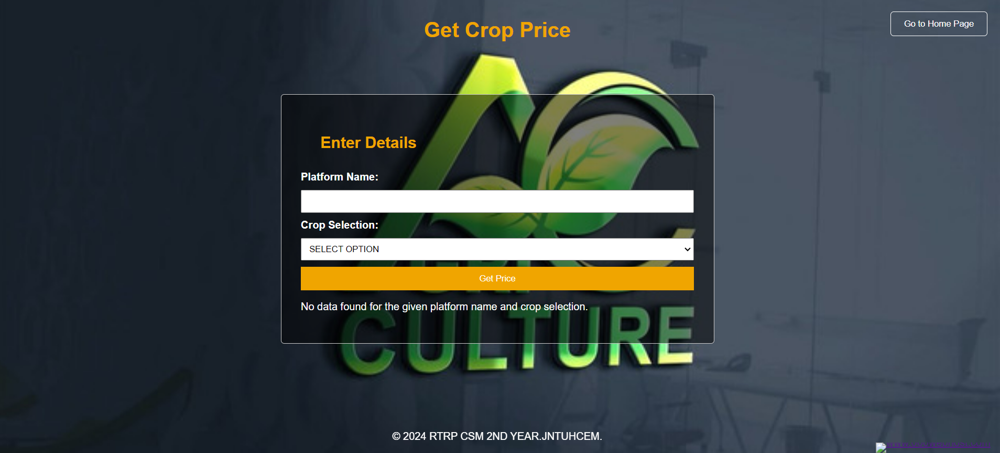 Get Crop Price
Go to Home Page
Enter Details
Platform Name:
Crop Selection:
SELECT OPTION
Get Price
No data found for the given platform name and crop selection.
CULTURE
© 2024 RTRP CSM 2ND YEAR.JNTUHCEM.